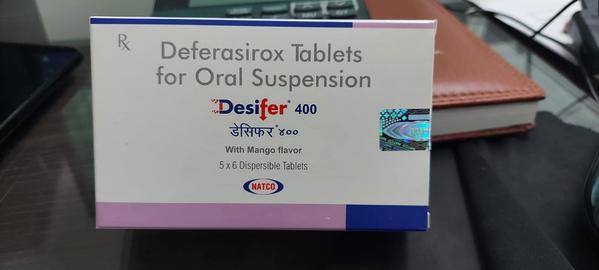 Rx
Deferasirox Tablets
for Oral Suspension
Desifer® 400
डेसिफर® ४००
With Mango flavor
5 x 6 Dispersible Tablets
NATCO